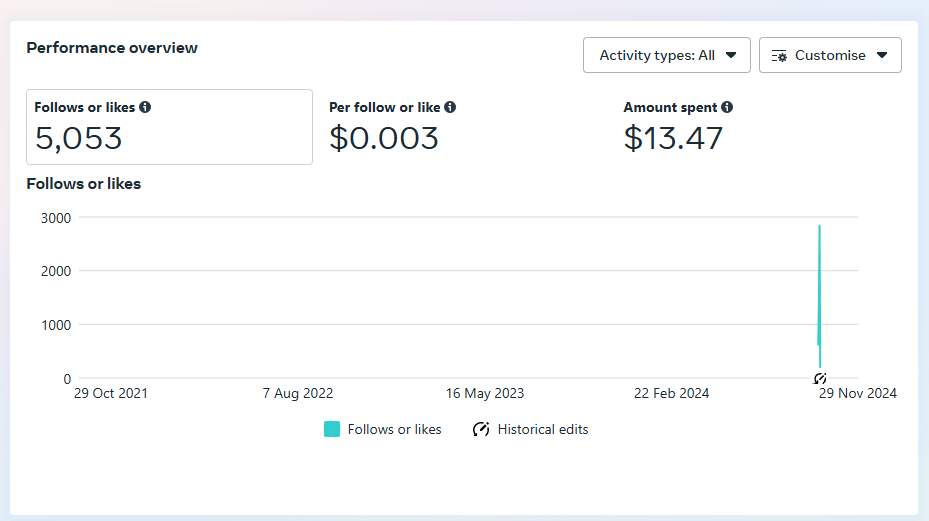 Performance overview
Activity types: All
Customise
Follows or likes
Per follow or like
Amount spent
5,053
$0.003
$13.47
Follows or likes
3000
2000
1000
0
29 Oct 2021
7 Aug 2022
16 May 2023
22 Feb 2024
29 Nov 2024
Follows or likes
Historical edits